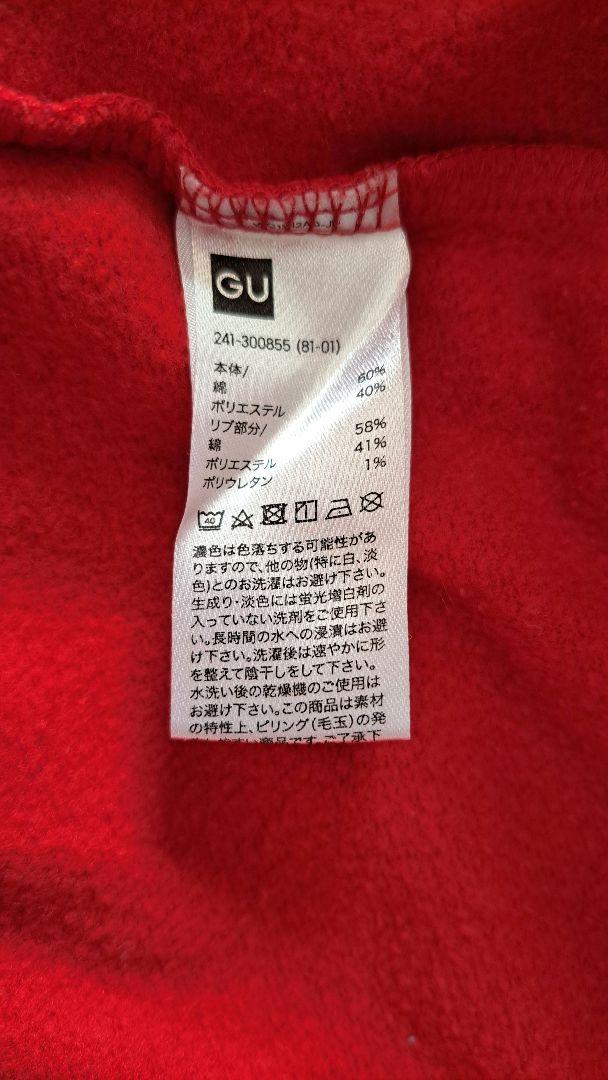 GU
241-300855 (81-01)
本体/
綿 60%
ポリエステル 40%
リブ部分/
綿 58%
ポリエステル 41%
ポリウレタン 1%
40
濃色は色落ちする可能性があ
りますので、他の物(特に白、淡
色)とのお洗濯はお避け下さい。
生成り・淡色には蛍光増白剤の
入っていない洗剤をご使用下さ
い。長時間の水への浸漬はお避
け下さい。洗濯後は速やかに形
を整えて陰干しをして下さい。
水洗い後の乾燥機のご使用は
お避け下さい。この商品は素材
の特性上、ピリング(毛玉)の発